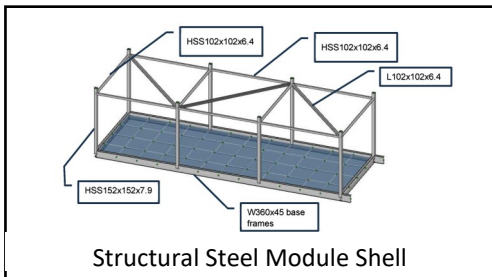 HSS102x102x6.4
HSS102x102x6.4
L102x102x6.4
HSS152x152x7.9
W360x45 base
frames
Structural Steel Module Shell